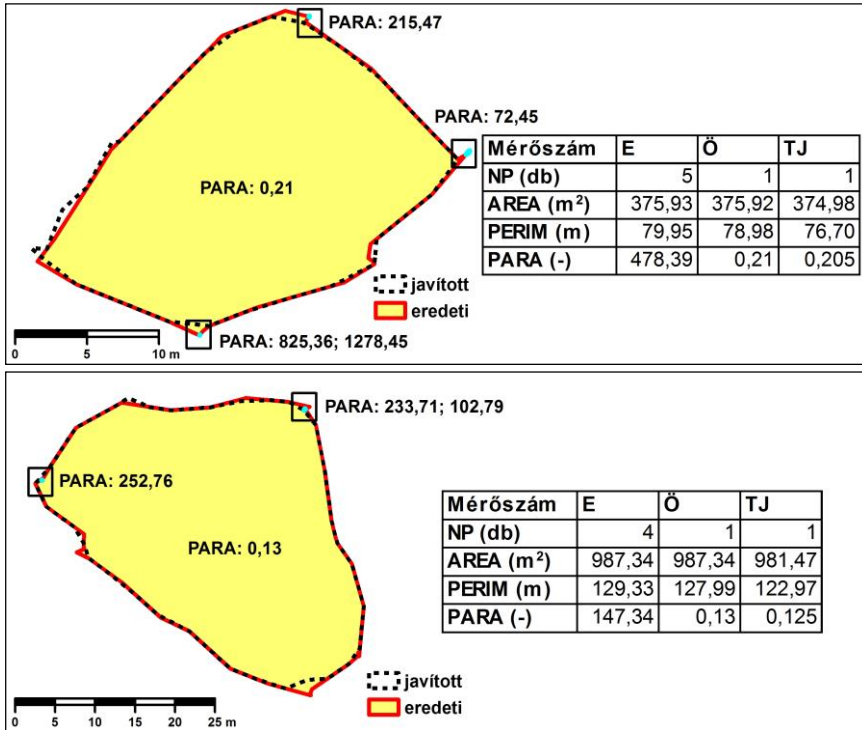 PARA: 215,47
PARA: 72,45
PARA: 0,21
Mérőszám E Ö TJ
NP (db) 5 1 1
AREA (m²) 375,93 375,92 374,98
PERIM (m) 79,95 78,98 76,70
PARA (-) 478,39 0,21 0,205
javított
eredeti
PARA: 825,36; 1278,45
0 5 10 m
PARA: 233,71; 102,79
PARA: 252,76
PARA: 0,13
Mérőszám E Ö TJ
NP (db) 4 1 1
AREA (m²) 987,34 987,34 981,47
PERIM (m) 129,33 127,99 122,97
PARA (-) 147,34 0,13 0,125
javított
eredeti
0 5 10 15 20 25 m